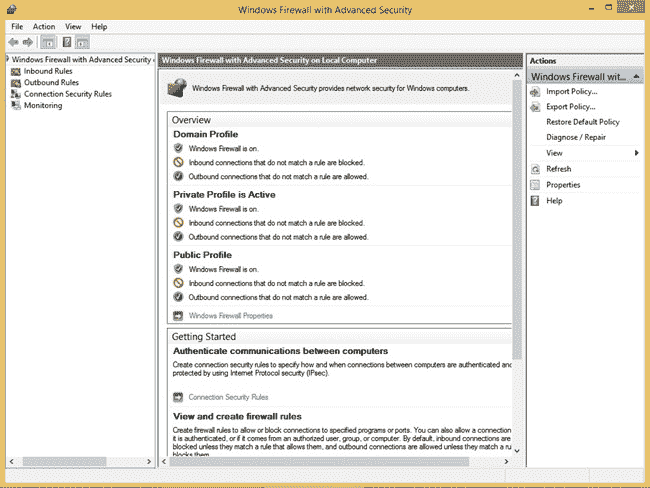 Windows Firewall with Advanced Security
File Action View Help
Windows Firewall with Advanced Security
Inbound Rules
Outbound Rules
Connection Security Rules
Monitoring
Windows Firewall with Advanced Security on Local Computer
Windows Firewall with Advanced Security provides network security for Windows computers.
Overview
Domain Profile
Windows Firewall is on.
Inbound connections that do not match a rule are blocked.
Outbound connections that do not match a rule are allowed.
Private Profile is Active
Windows Firewall is on.
Inbound connections that do not match a rule are blocked.
Outbound connections that do not match a rule are allowed.
Public Profile
Windows Firewall is on.
Inbound connections that do not match a rule are blocked.
Outbound connections that do not match a rule are allowed.
Windows Firewall Properties
Getting Started
Authenticate communications between computers
Create connection security rules to specify how and when connections between computers are authenticated and
protected by using Internet Protocol security (IPsec).
Connection Security Rules
View and create firewall rules
Create firewall rules to allow or block connections to specified programs or ports. You can also allow a connection
it is authenticated, or if it comes from an authorized user, group, or computer. By default, inbound connections are
blocked unless they match a rule that allows them, and outbound connections are allowed unless they match a ru
blocks them.
Actions
Windows Firewall wit...
Import Policy...
Export Policy...
Restore Default Policy
Diagnose / Repair
View
Refresh
Properties
Help